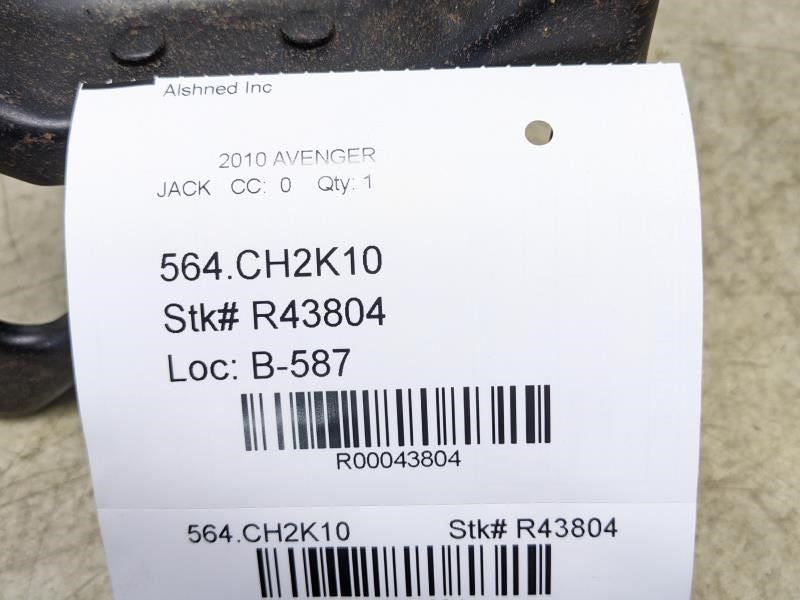 Alshned Inc
2010 AVENGER
JACK CC: 0 Qty: 1
564.CH2K10
Stk# R43804
Loc: B-587
R00043804
564.CH2K10 Stk# R43804